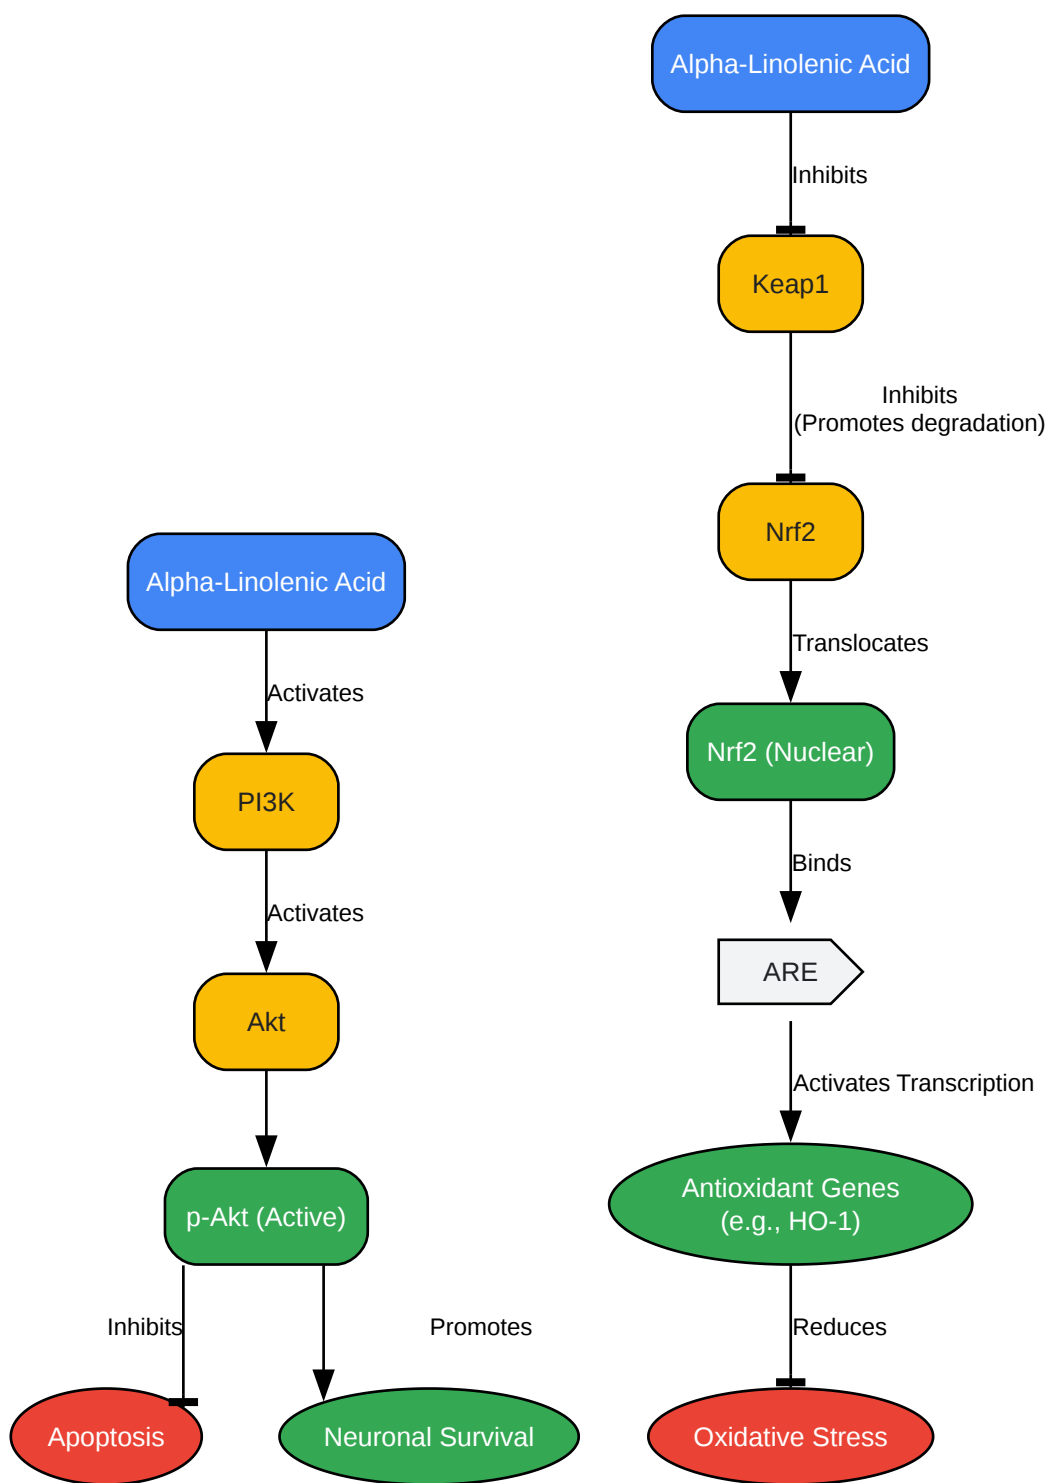 Alpha-Linolenic Acid
Inhibits
Keap1
Inhibits
(Promotes degradation)
Nrf2
Translocates
Nrf2 (Nuclear)
Binds
ARE
Activates Transcription
Antioxidant Genes
(e.g., HO-1)
Reduces
Oxidative Stress
Alpha-Linolenic Acid
Activates
PI3K
Activates
Akt
p-Akt (Active)
Inhibits
Promotes
Apoptosis
Neuronal Survival